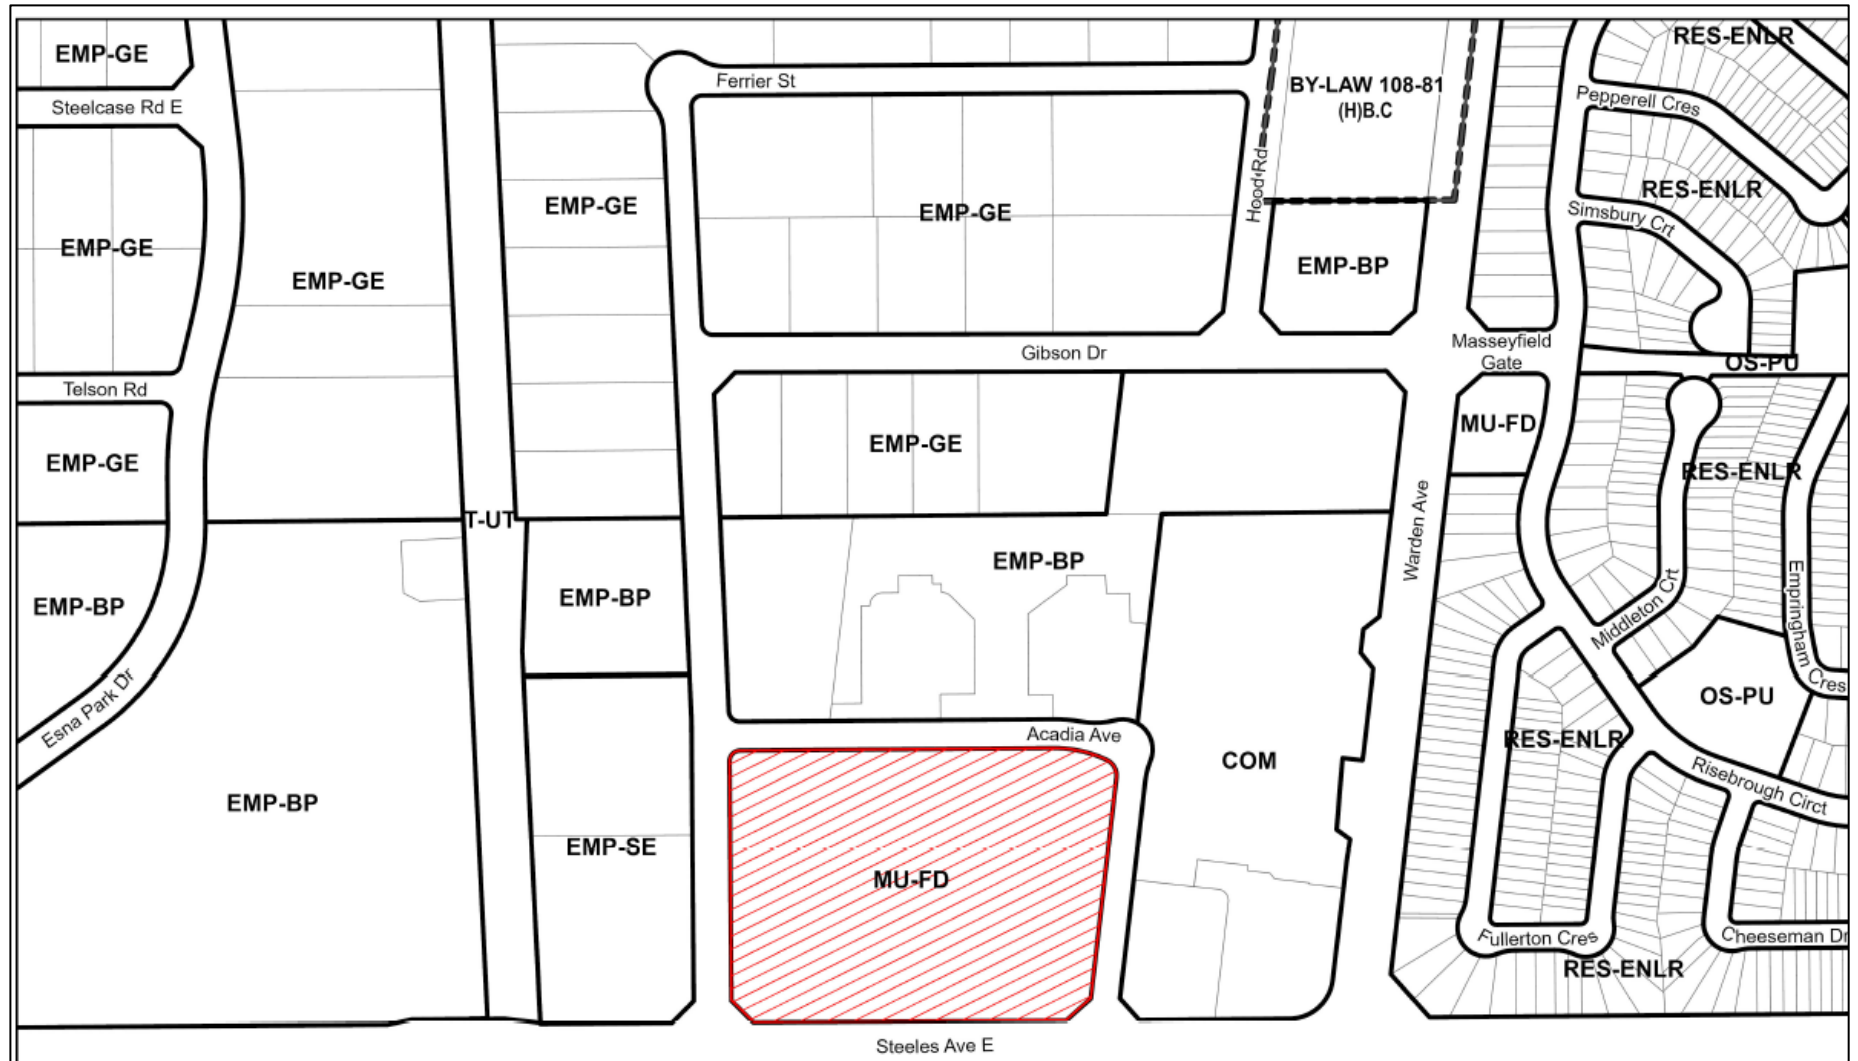 EMP-GE
RES-ENLR
Ferrier St
BY-LAW 108-81
(H)B.C
Steelcase Rd E
Pepperell Cres
Hood Rd
RES-ENLR
EMP-GE
EMP-GE
Simsbury Crt
EMP-GE
EMP-GE
EMP-BP
Gibson Dr
Masseyfield
Gate
OS-PU
Telson Rd
EMP-GE
MU-FD
EMP-GE
RES-ENLR
T-UT
Warden Ave
EMP-BP
EMP-BP
EMP-BP
Middleton Crt
Empringham
Cres
Esna Park Dr
OS-PU
Acadia Ave
RES-ENLR
COM
Risebrough Circt
EMP-BP
EMP-SE
MU-FD
Fullerton Cres
Cheeseman Dr
RES-ENLR
Steeles Ave E